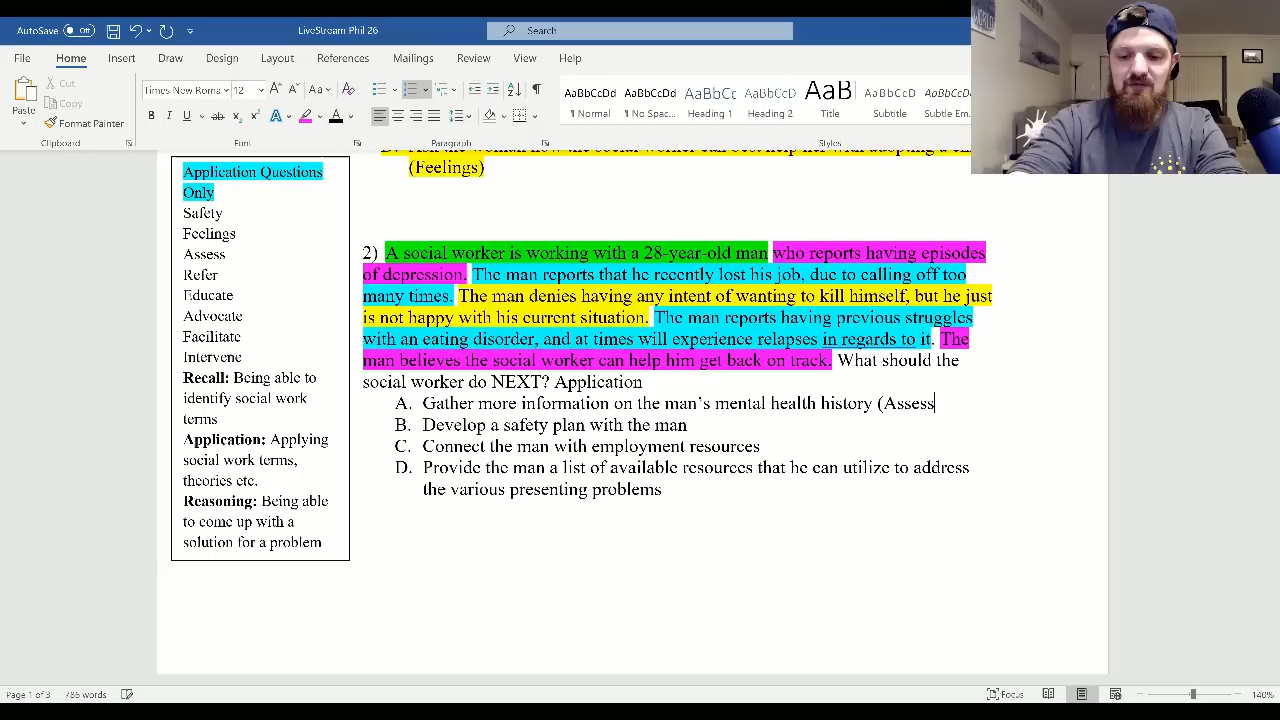 AutoSave Off
LiveStream Phil 26
Search
File Home Insert Draw Design Layout References Mailings Review View Help
Paste
Cut
Copy
Format Painter
Times New Roma 12
AaBbCcDd AaBbCcDd AaBbCc AaBbCcDd AaB AaBbCcDd AaBbCcDd
¶ Normal ¶ No Spac... Heading 1 Heading 2 Title Subtitle Subtle Em...
Clipboard Font Paragraph Styles
(Feelings)
Application Questions
Only
Safety
Feelings
Assess
Refer
Educate
Advocate
Facilitate
Intervene
Recall: Being able to
identify social work
terms
Application: Applying
social work terms,
theories etc.
Reasoning: Being able
to come up with a
solution for a problem
2) A social worker is working with a 28-year-old man who reports having episodes
of depression. The man reports that he recently lost his job, due to calling off too
many times. The man denies having any intent of wanting to kill himself, but he just
is not happy with his current situation. The man reports having previous struggles
with an eating disorder, and at times will experience relapses in regards to it. The
man believes the social worker can help him get back on track. What should the
social worker do NEXT? Application
A. Gather more information on the man’s mental health history (Assess
B. Develop a safety plan with the man
C. Connect the man with employment resources
D. Provide the man a list of available resources that he can utilize to address
the various presenting problems
Page 1 of 3 786 words
Focus
140%